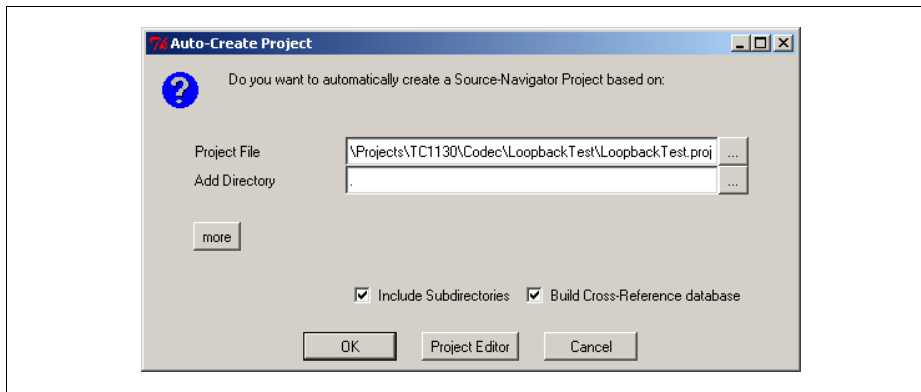 Auto-Create Project
Do you want to automatically create a Source-Navigator Project based on:
Project File
\Projects\TC1130\Codec\LoopbackTest\LoopbackTest.proj
...
Add Directory
.
...
more
Include Subdirectories
Build Cross-Reference database
OK
Project Editor
Cancel